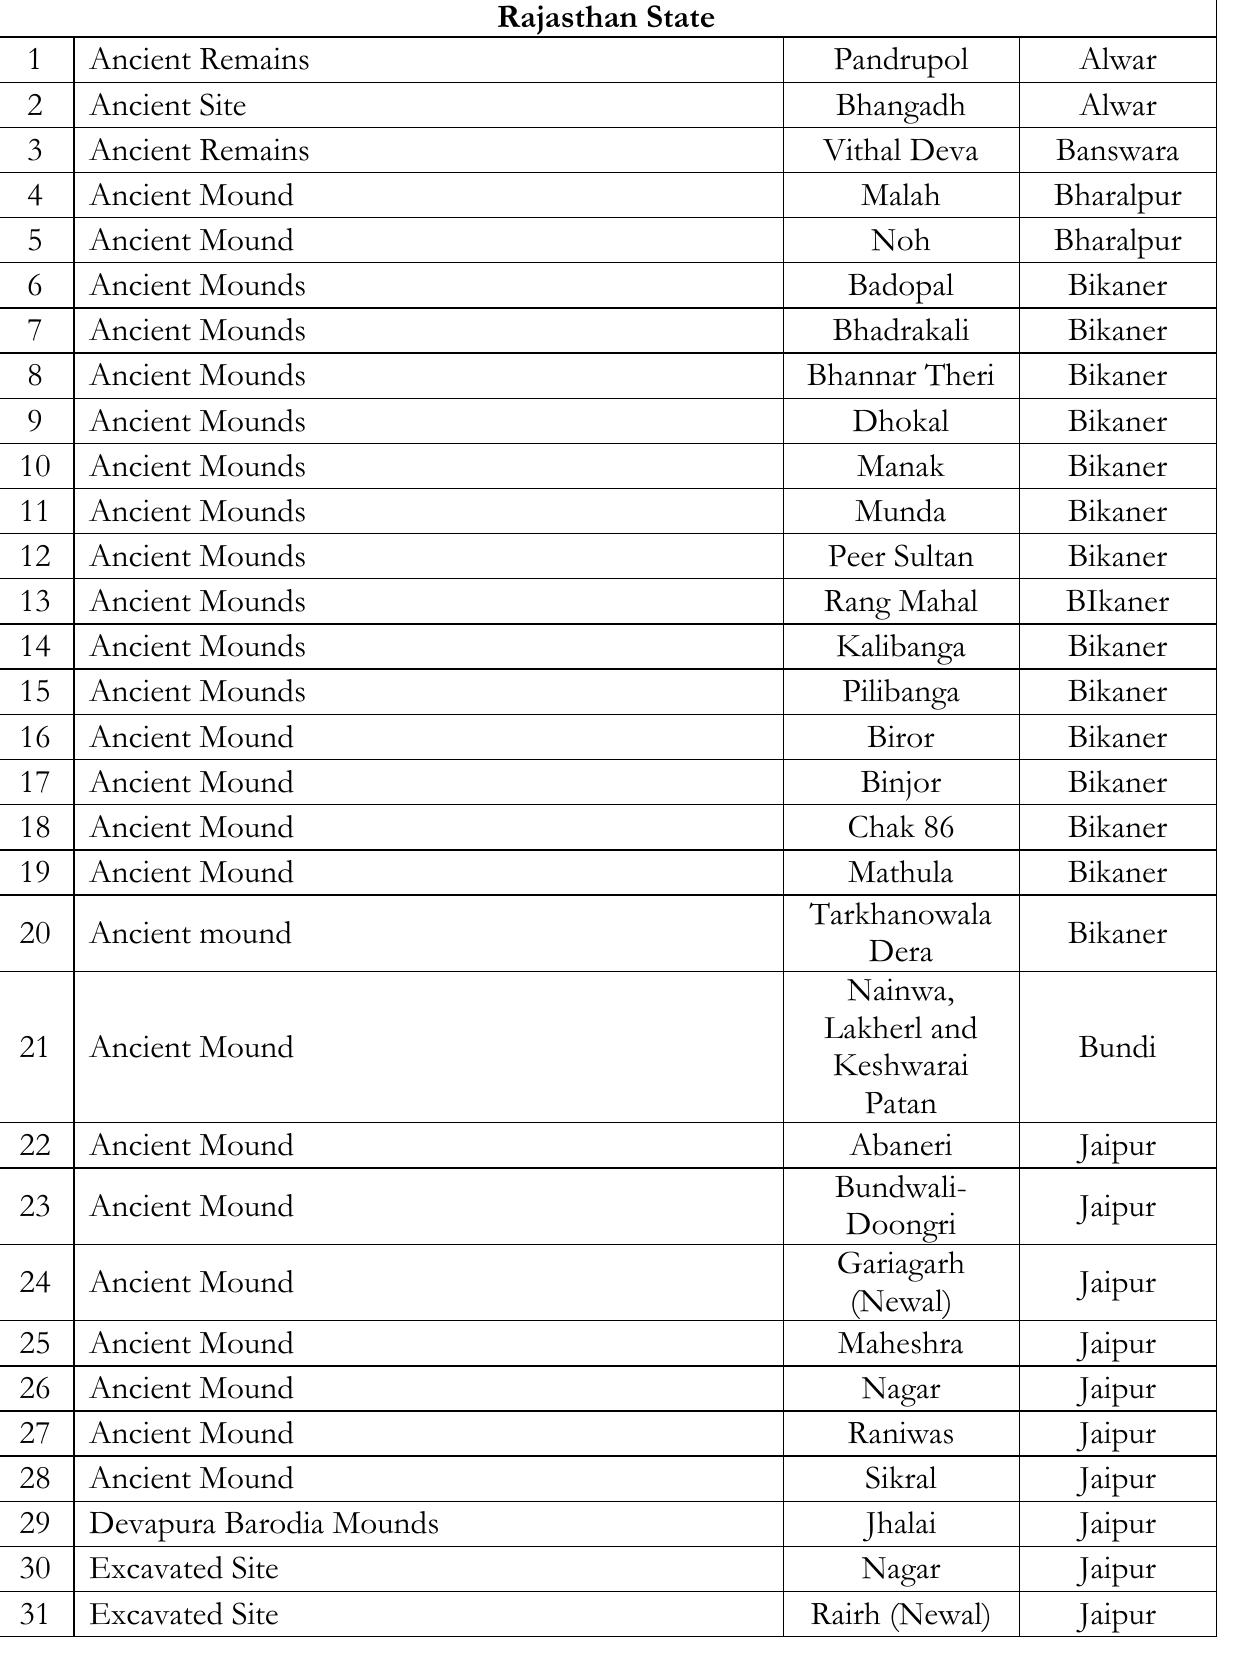 Rajasthan State
1 Ancient Remains Pandrupol Alwar
2 Ancient Site Bhangadh Alwar
3 Ancient Remains Vithal Deva Banswara
4 Ancient Mound Malah Bharalpur
5 Ancient Mound Noh Bharalpur
6 Ancient Mounds Badopal Bikaner
7 Ancient Mounds Bhadrakali Bikaner
8 Ancient Mounds Bhannar Theri Bikaner
9 Ancient Mounds Dhokal Bikaner
10 Ancient Mounds Manak Bikaner
11 Ancient Mounds Munda Bikaner
12 Ancient Mounds Peer Sultan Bikaner
13 Ancient Mounds Rang Mahal BIkaner
14 Ancient Mounds Kalibanga Bikaner
15 Ancient Mounds Pilibanga Bikaner
16 Ancient Mound Biror Bikaner
17 Ancient Mound Binjor Bikaner
18 Ancient Mound Chak 86 Bikaner
19 Ancient Mound Mathula Bikaner
20 Ancient mound Tarkhanowala
Dera Bikaner
21 Ancient Mound Nainwa,
Lakherl and
Keshwarai
Patan Bundi
22 Ancient Mound Abaneri Jaipur
23 Ancient Mound Bundwali-
Doongri Jaipur
24 Ancient Mound Gariagarh
(Newal) Jaipur
25 Ancient Mound Maheshra Jaipur
26 Ancient Mound Nagar Jaipur
27 Ancient Mound Raniwas Jaipur
28 Ancient Mound Sikral Jaipur
29 Devapura Barodia Mounds Jhalai Jaipur
30 Excavated Site Nagar Jaipur
31 Excavated Site Rairh (Newal) Jaipur